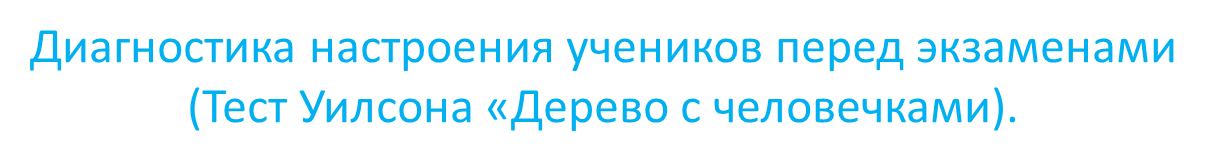 Диагностика настроения учеников перед экзаменами
(Тест Уилсона «Дерево с человечками).